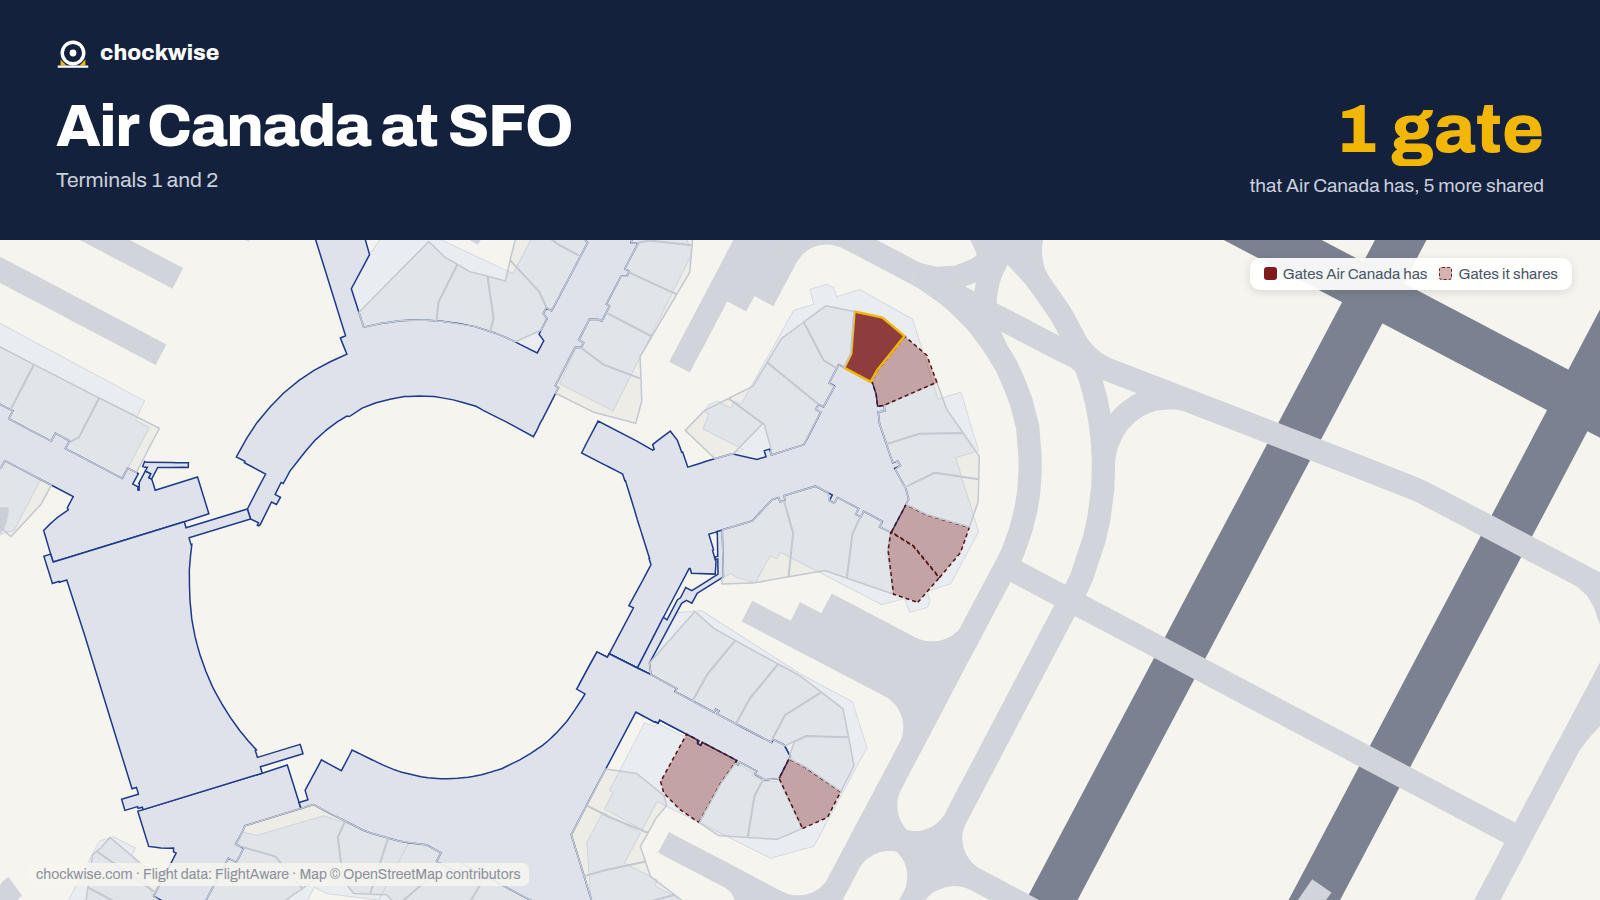 chockwise
Air Canada at SFO
Terminals 1 and 2
1 gate
that Air Canada has, 5 more shared
Gates Air Canada has
Gates it shares
chockwise.com · Flight data: FlightAware · Map © OpenStreetMap contributors